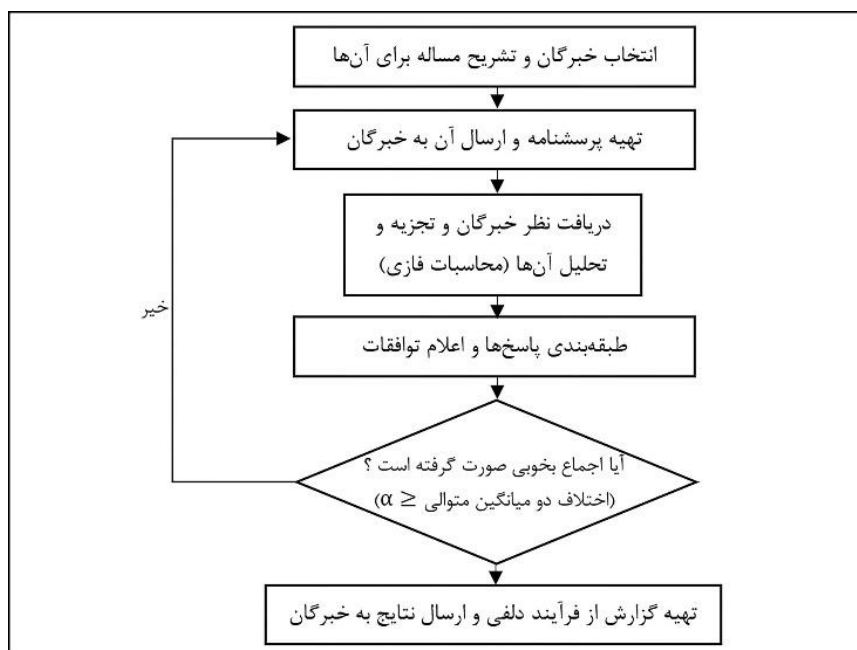 انتخاب خبرگان و تشریح مساله برای آن‌ها
تهیه پرسشنامه و ارسال آن به خبرگان
دریافت نظر خبرگان و تجزیه و
تحلیل آن‌ها (محاسبات فازی)
خیر
طبقه‌بندی پاسخ‌ها و اعلام توافقات
آیا اجماع بخوبی صورت گرفته است ؟
(اختلاف دو میانگین متوالی ≥ α)
تهیه گزارش از فرآیند دلفی و ارسال نتایج به خبرگان